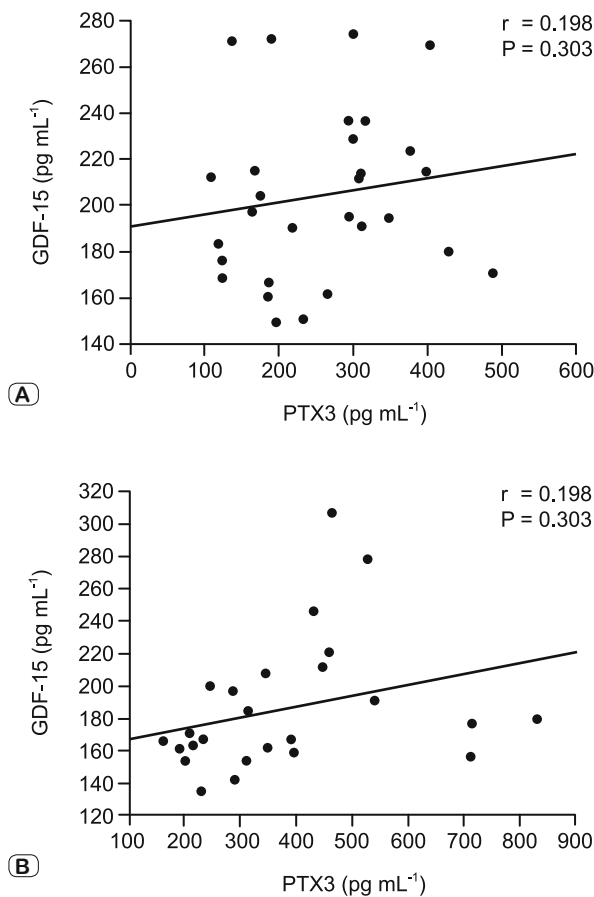 280
260
240
220
200
180
160
140
GDF-15 (pg mL⁻¹)
r = 0.198
P = 0.303
0 100 200 300 400 500 600
PTX3 (pg mL⁻¹)
A
320
300
280
260
240
220
200
180
160
140
120
GDF-15 (pg mL⁻¹)
r = 0.198
P = 0.303
100 200 300 400 500 600 700 800 900
PTX3 (pg mL⁻¹)
B